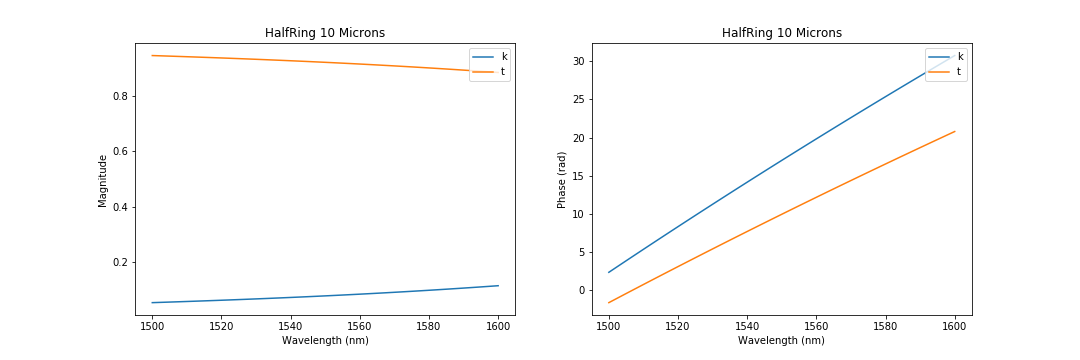 HalfRing 10 Microns
k
t
0.8
0.6
0.4
0.2
Magnitude
1500 1520 1540 1560 1580 1600
Wavelength (nm)
HalfRing 10 Microns
k
t
30
25
20
15
10
5
0
Phase (rad)
1500 1520 1540 1560 1580 1600
Wavelength (nm)